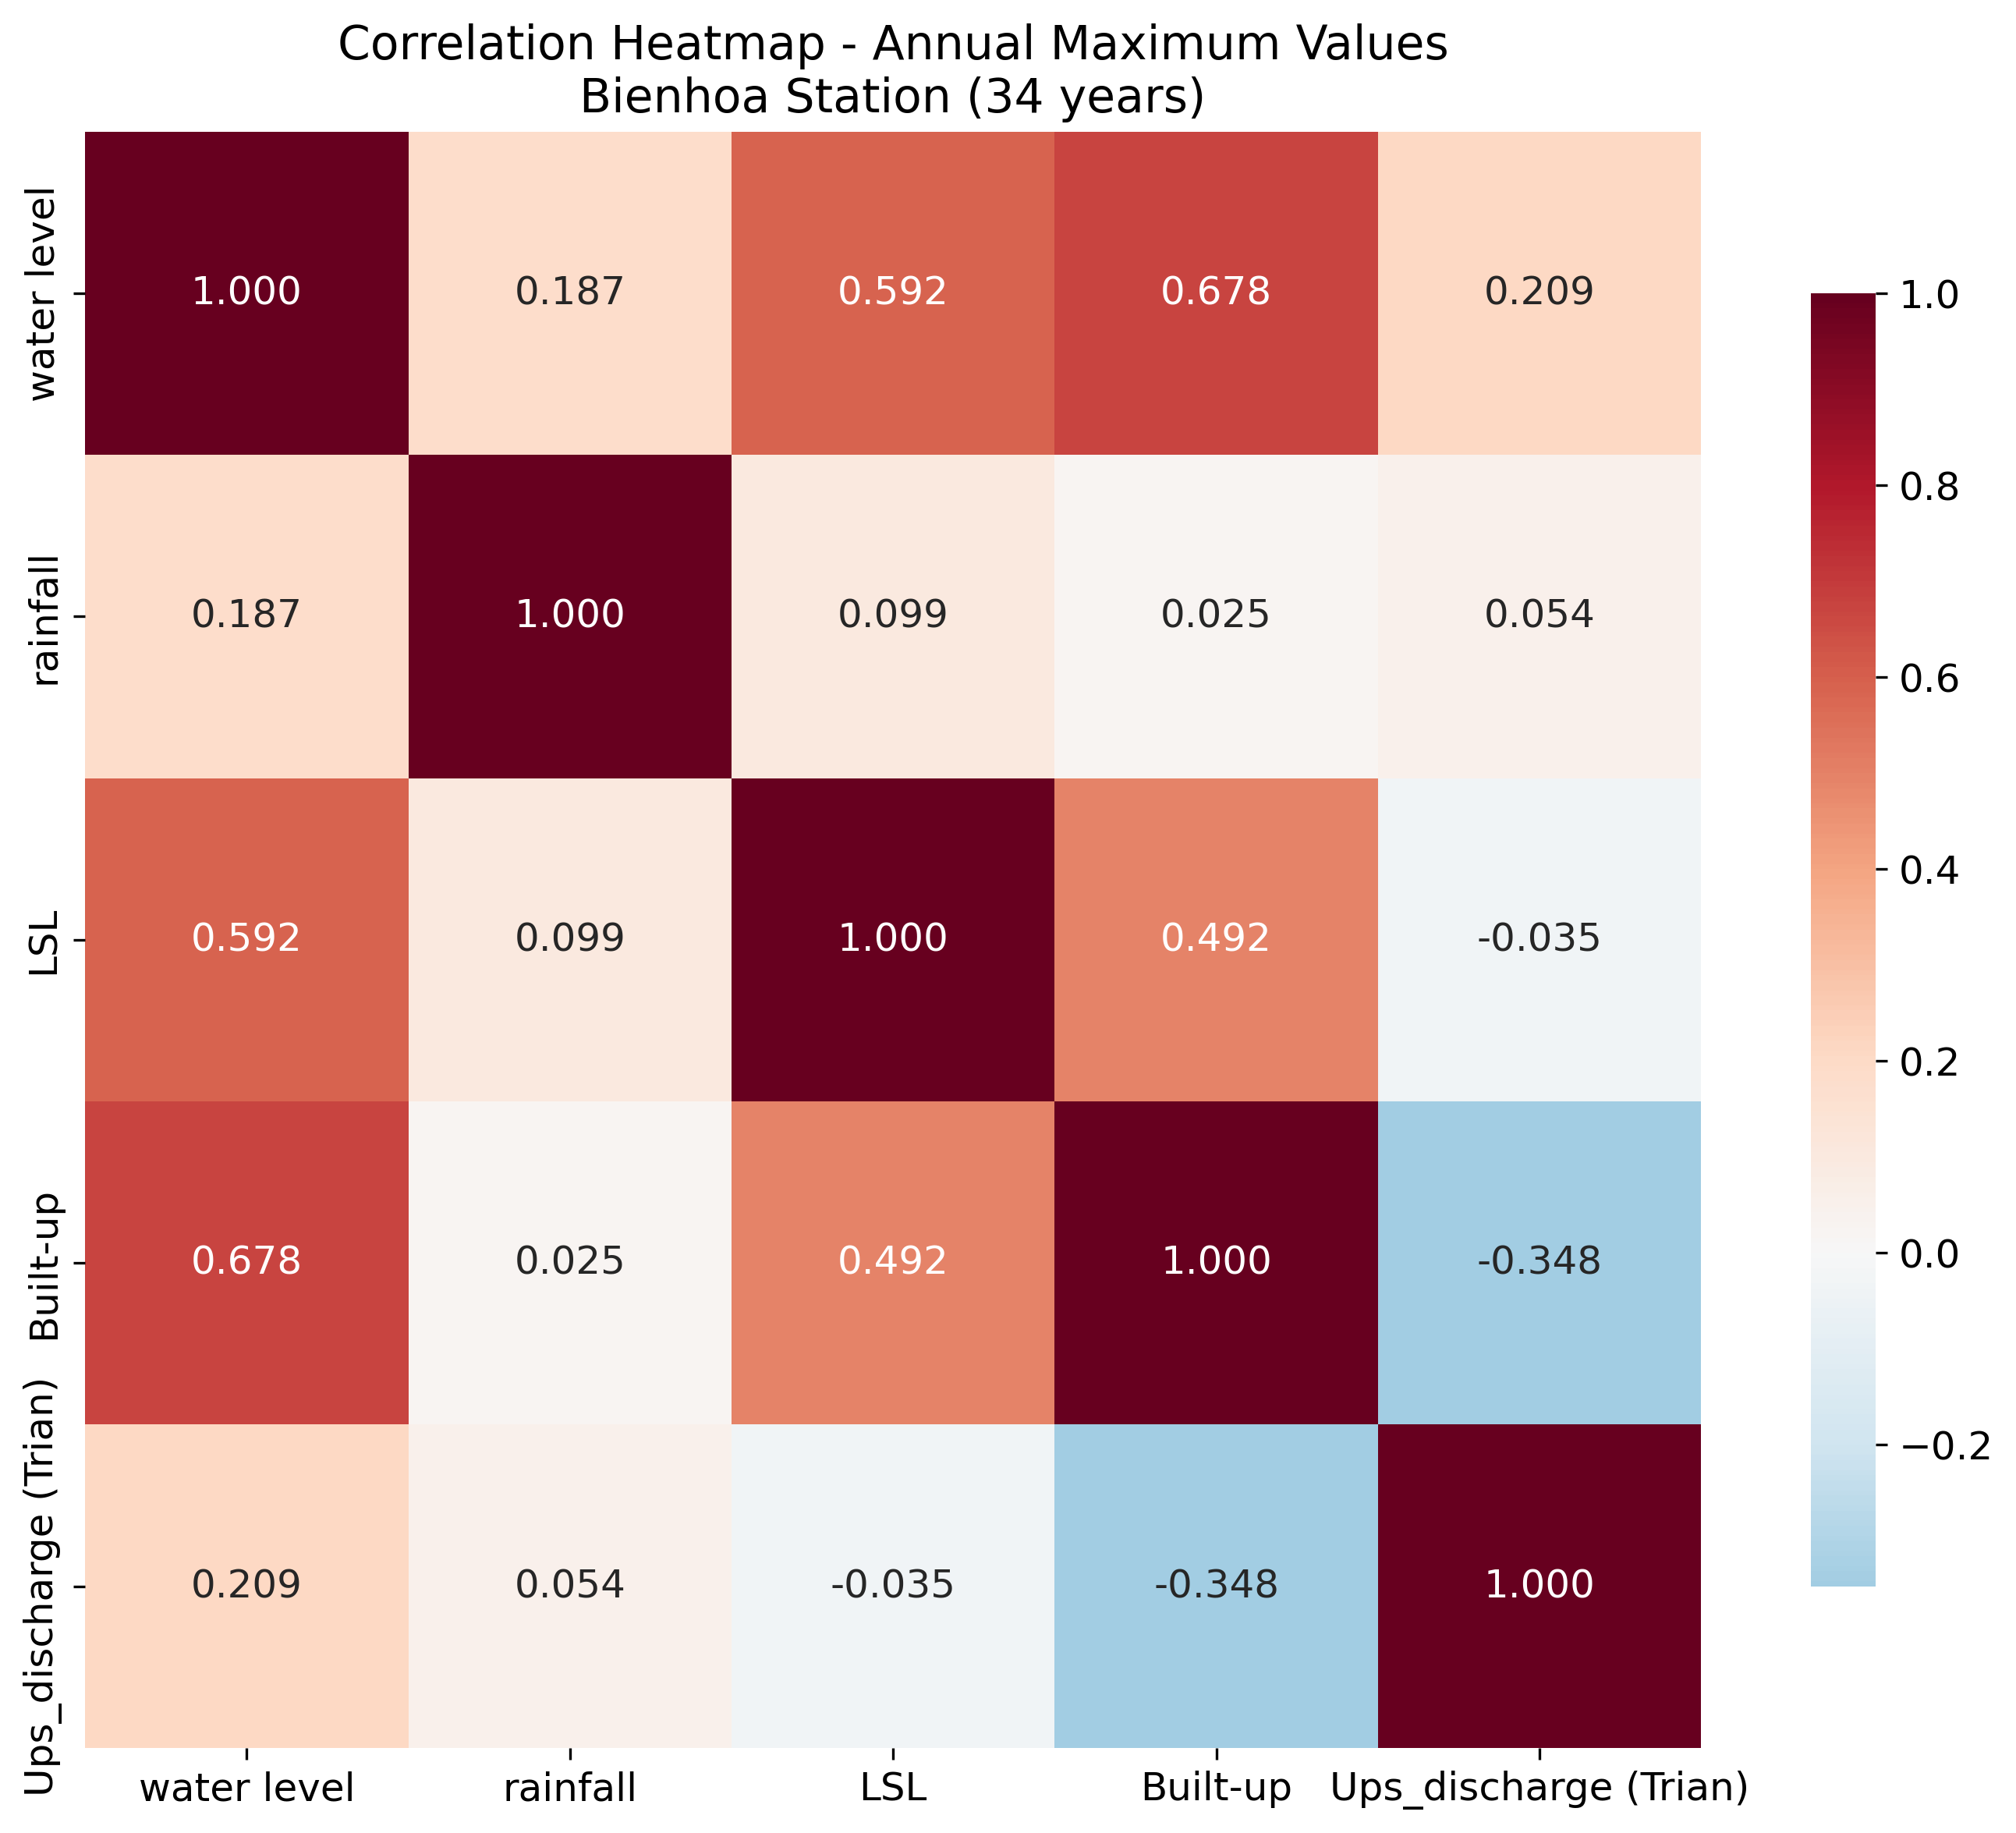 Correlation Heatmap - Annual Maximum Values
Bienhoa Station (34 years)
water level
1.000 0.187 0.592 0.678 0.209
rainfall
0.187 1.000 0.099 0.025 0.054
LSL
0.592 0.099 1.000 0.492 -0.035
Built-up
0.678 0.025 0.492 1.000 -0.348
Ups_discharge (Trian)
0.209 0.054 -0.035 -0.348 1.000
water level rainfall LSL Built-up Ups_discharge (Trian)
1.0
0.8
0.6
0.4
0.2
0.0
−0.2